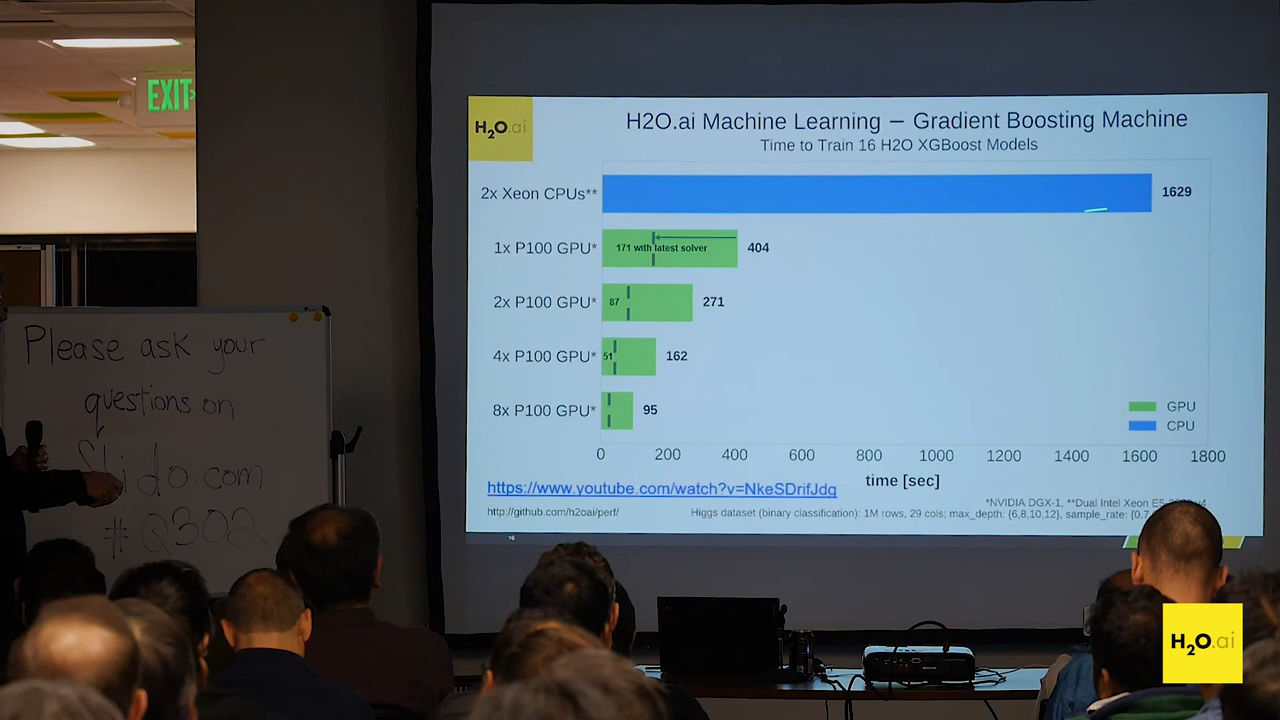 EXIT
Please ask your
questions on
Slido.com
# Q302
H2O.ai
H2O.ai Machine Learning – Gradient Boosting Machine
Time to Train 16 H2O XGBoost Models
2x Xeon CPUs** 1629
1x P100 GPU* 171 with latest solver 404
2x P100 GPU* 87 271
4x P100 GPU* 51 162
8x P100 GPU* 95
GPU
CPU
0 200 400 600 800 1000 1200 1400 1600 1800
time [sec]
https://www.youtube.com/watch?v=NkeSDrifJdg
*NVIDIA DGX-1, **Dual Intel Xeon
http://github.com/h2oai/perf/
Higgs dataset (binary classification): 1M rows, 29 cols; max_depth: {6,8,10,12}, sample_rate:
16
H2O.ai